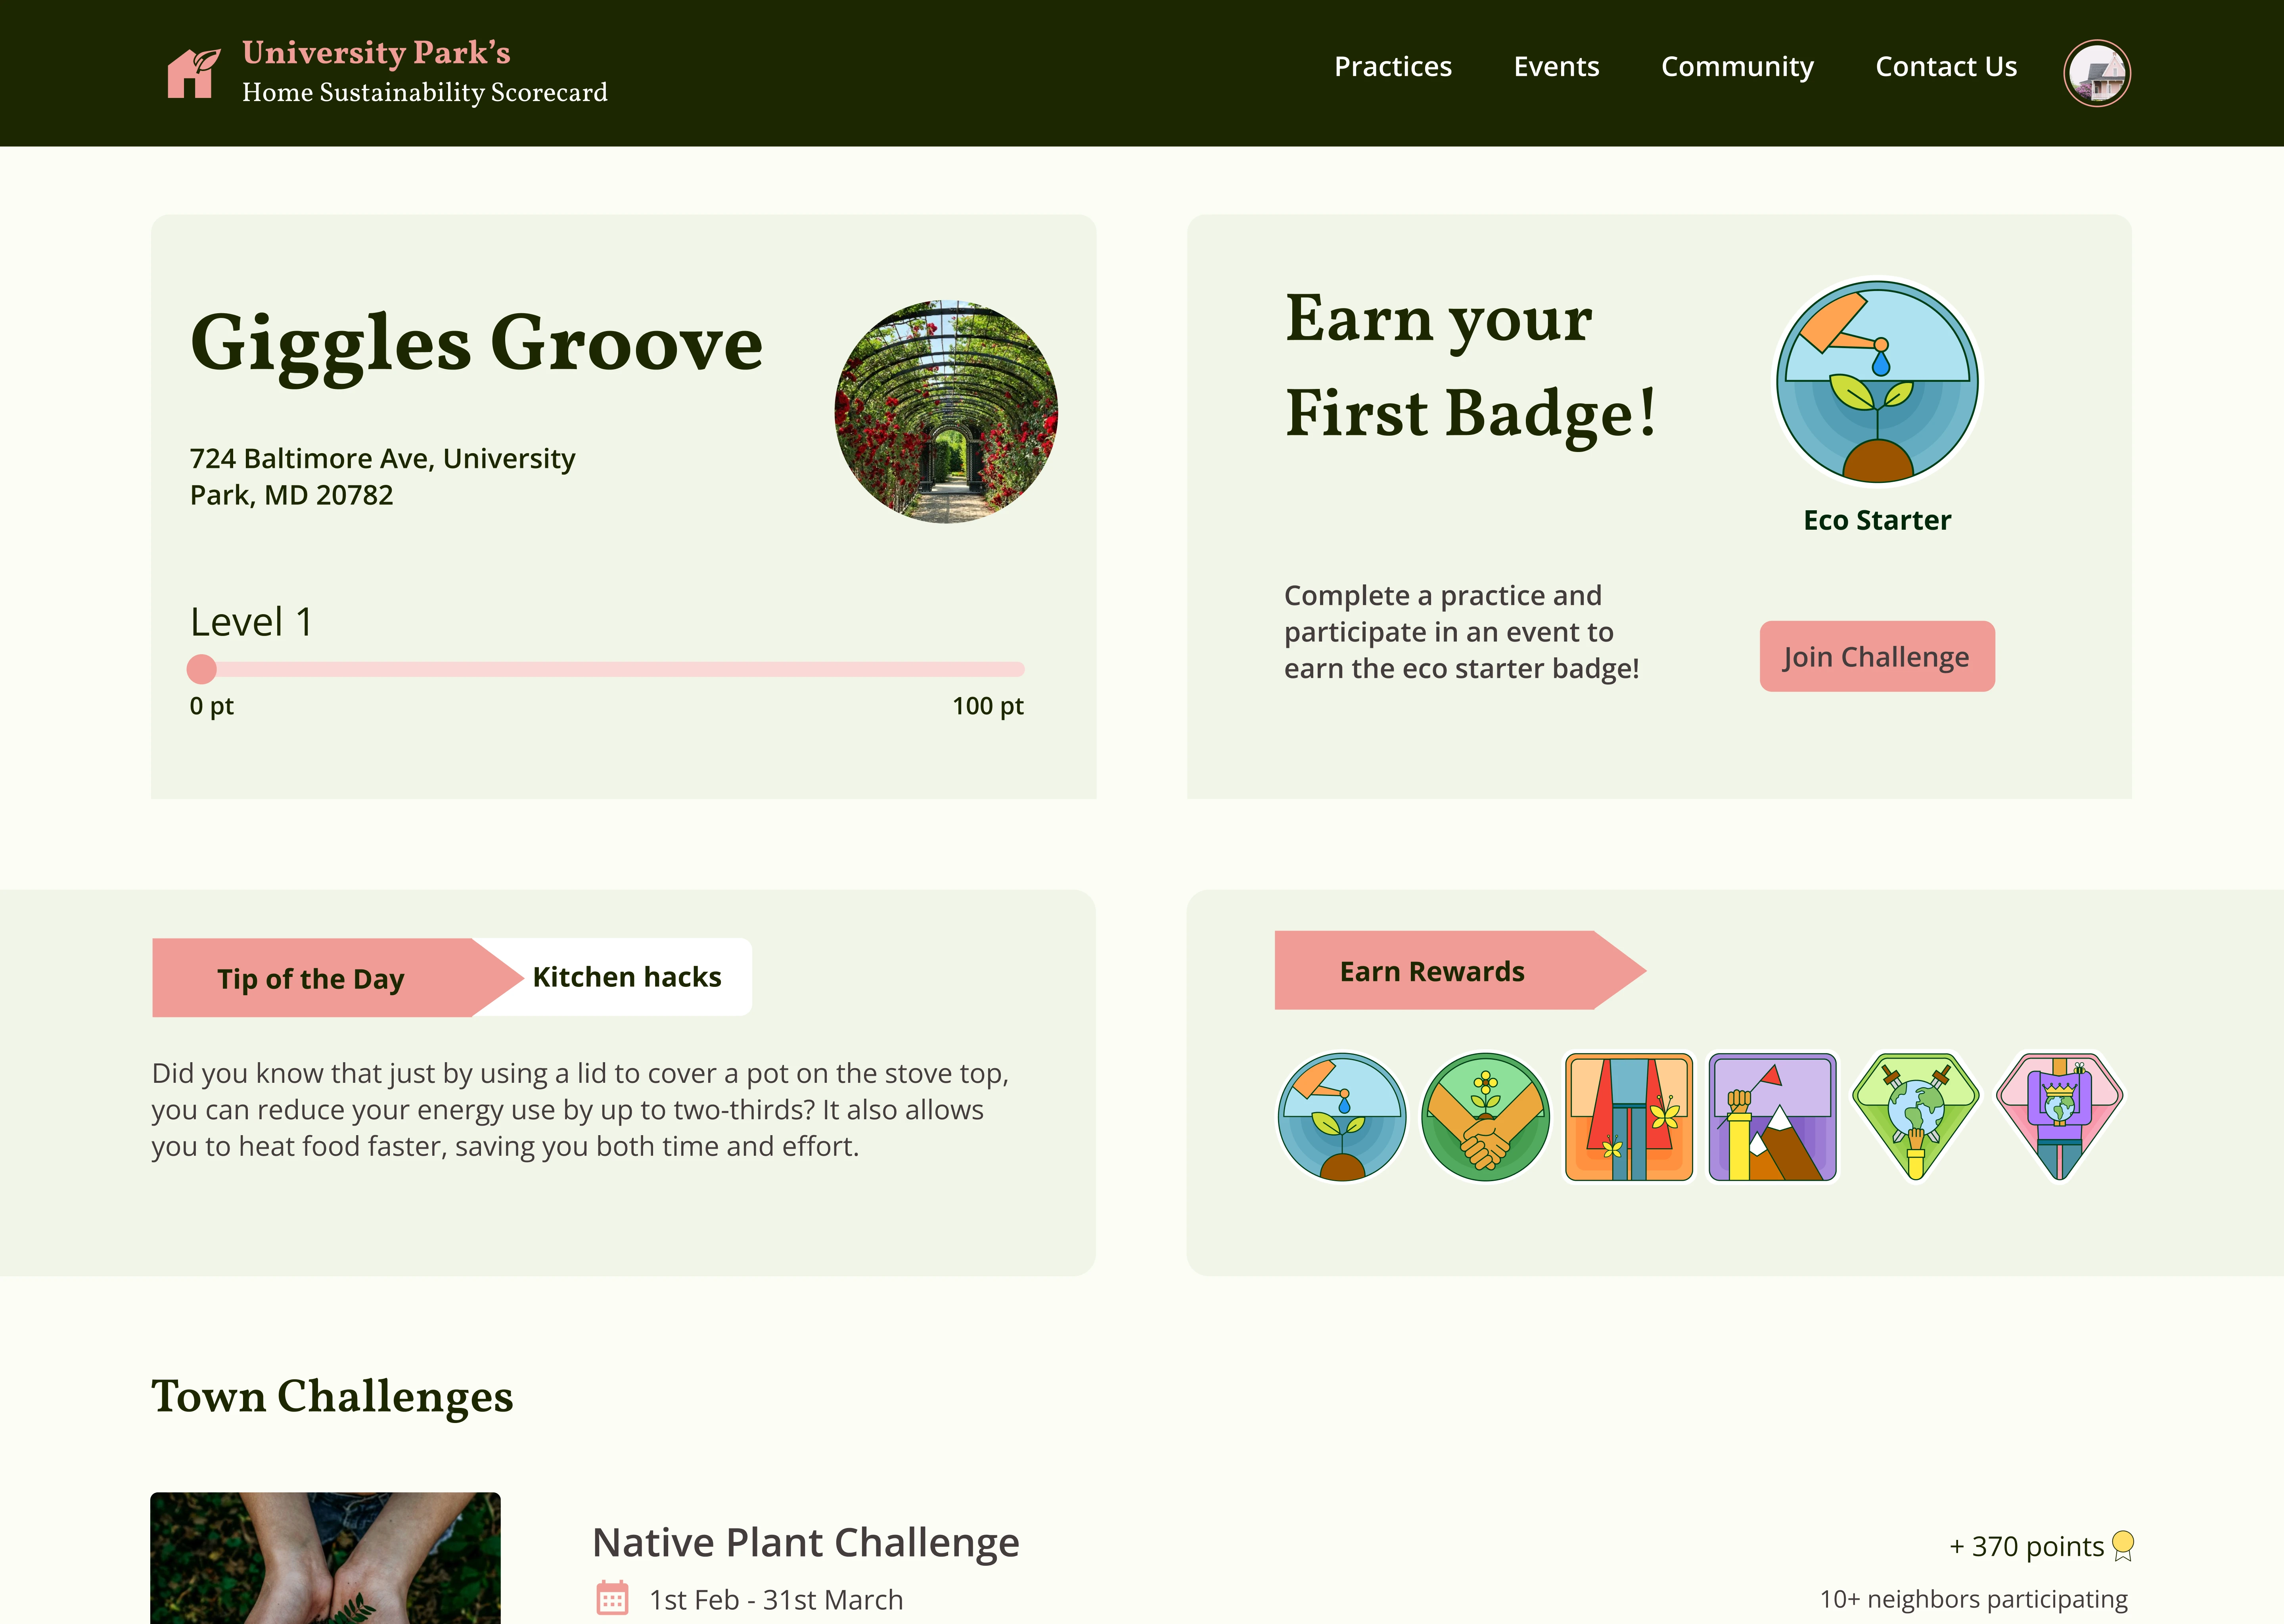 University Park’s
Home Sustainability Scorecard
Practices
Events
Community
Contact Us
Giggles Groove
724 Baltimore Ave, University
Park, MD 20782
Level 1
0 pt
100 pt
Earn your
First Badge!
Eco Starter
Complete a practice and
participate in an event to
earn the eco starter badge!
Join Challenge
Tip of the Day
Kitchen hacks
Did you know that just by using a lid to cover a pot on the stove top,
you can reduce your energy use by up to two-thirds? It also allows
you to heat food faster, saving you both time and effort.
Earn Rewards
Town Challenges
Native Plant Challenge
1st Feb - 31st March
+ 370 points
10+ neighbors participating